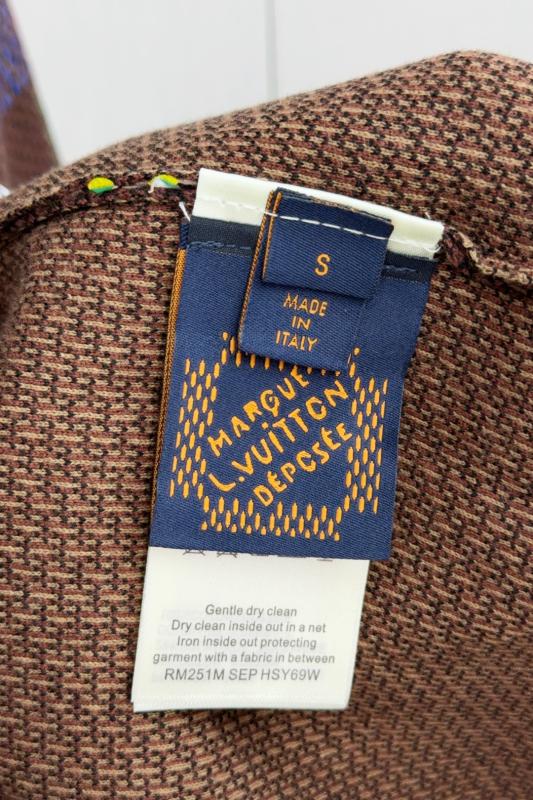 S
MADE
IN
ITALY
MARQUE
L.VUITTON
DÉPOSÉE
Gentle dry clean
Dry clean inside out in a net
Iron inside out protecting
garment with a fabric in between
RM251M SEP HSY69W